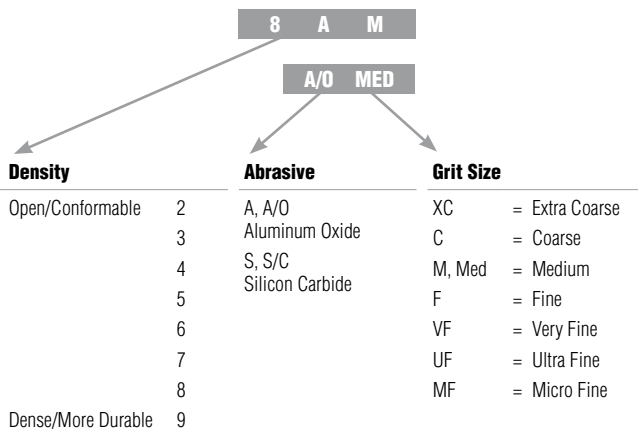 8 A M
A/O MED
Density Abrasive Grit Size
Open/Conformable 2 A, A/O XC = Extra Coarse
3 Aluminum Oxide C = Coarse
4 S, S/C M, Med = Medium
5 Silicon Carbide F = Fine
6 VF = Very Fine
7 UF = Ultra Fine
8 MF = Micro Fine
Dense/More Durable 9